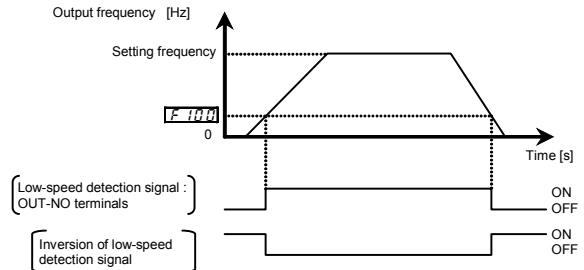 Output frequency [Hz]
Setting frequency
F 100
0
Time [s]
Low-speed detection signal :
OUT-NO terminals
ON
OFF
Inversion of low-speed
detection signal
ON
OFF